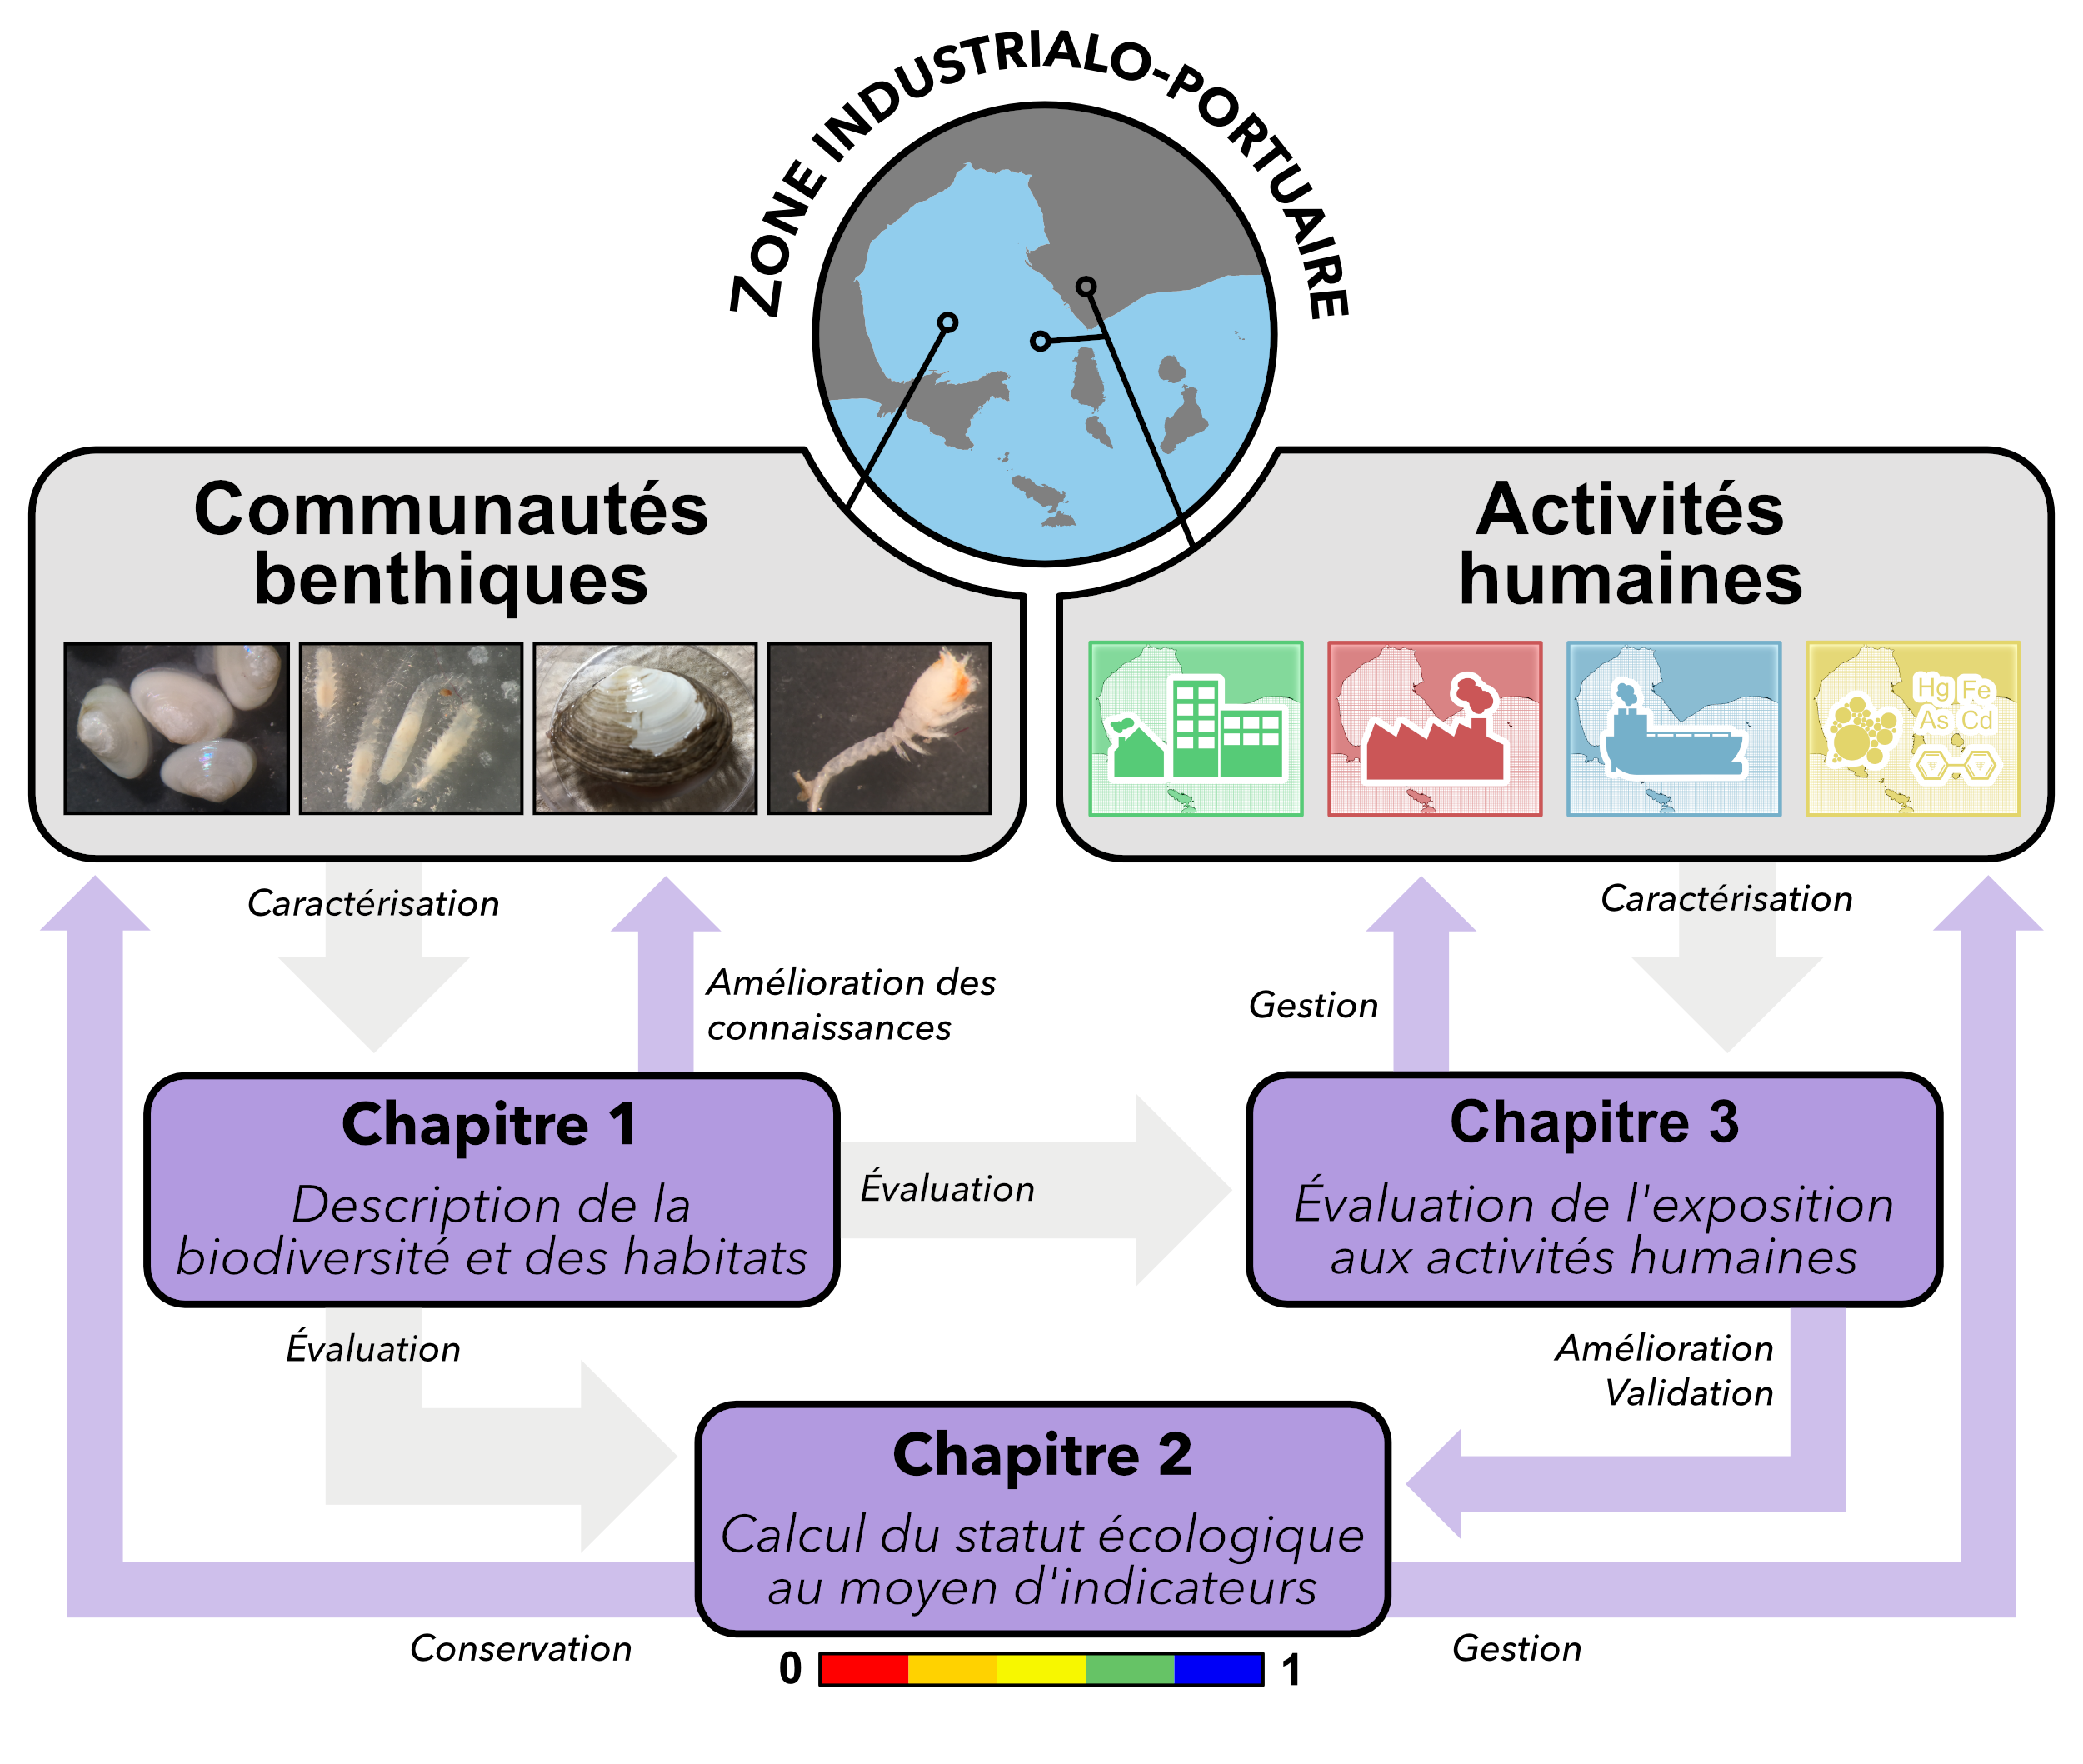 ZONE INDUSTRIALO-PORTUAIRE
Communautés
benthiques
Activités
humaines
Hg Fe
As Cd
Caractérisation
Caractérisation
Amélioration des
connaissances
Gestion
Chapitre 1
Description de la
biodiversité et des habitats
Évaluation
Chapitre 3
Évaluation de l'exposition
aux activités humaines
Évaluation
Amélioration
Validation
Chapitre 2
Calcul du statut écologique
au moyen d'indicateurs
Conservation
Gestion
0
1